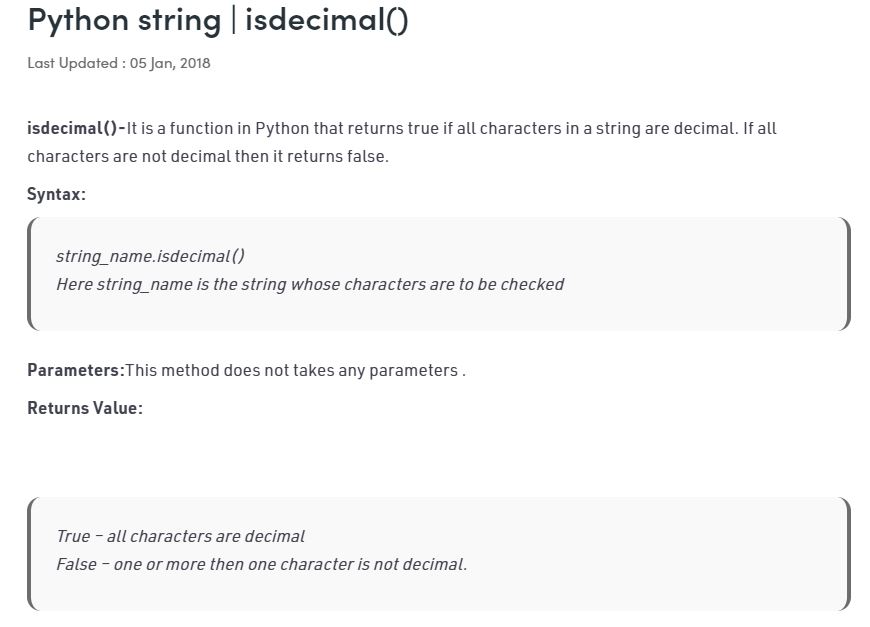 Python string | isdecimal()
Last Updated : 05 Jan, 2018
isdecimal()-It is a function in Python that returns true if all characters in a string are decimal. If all
characters are not decimal then it returns false.
Syntax:
string_name.isdecimal()
Here string_name is the string whose characters are to be checked
Parameters:This method does not takes any parameters .
Returns Value:
True – all characters are decimal
False – one or more then one character is not decimal.